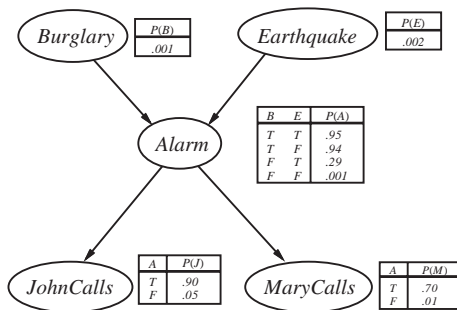 Burglary
P(B)
.001
Earthquake
P(E)
.002
Alarm
B E P(A)
T T .95
T F .94
F T .29
F F .001
JohnCalls
A P(J)
T .90
F .05
MaryCalls
A P(M)
T .70
F .01